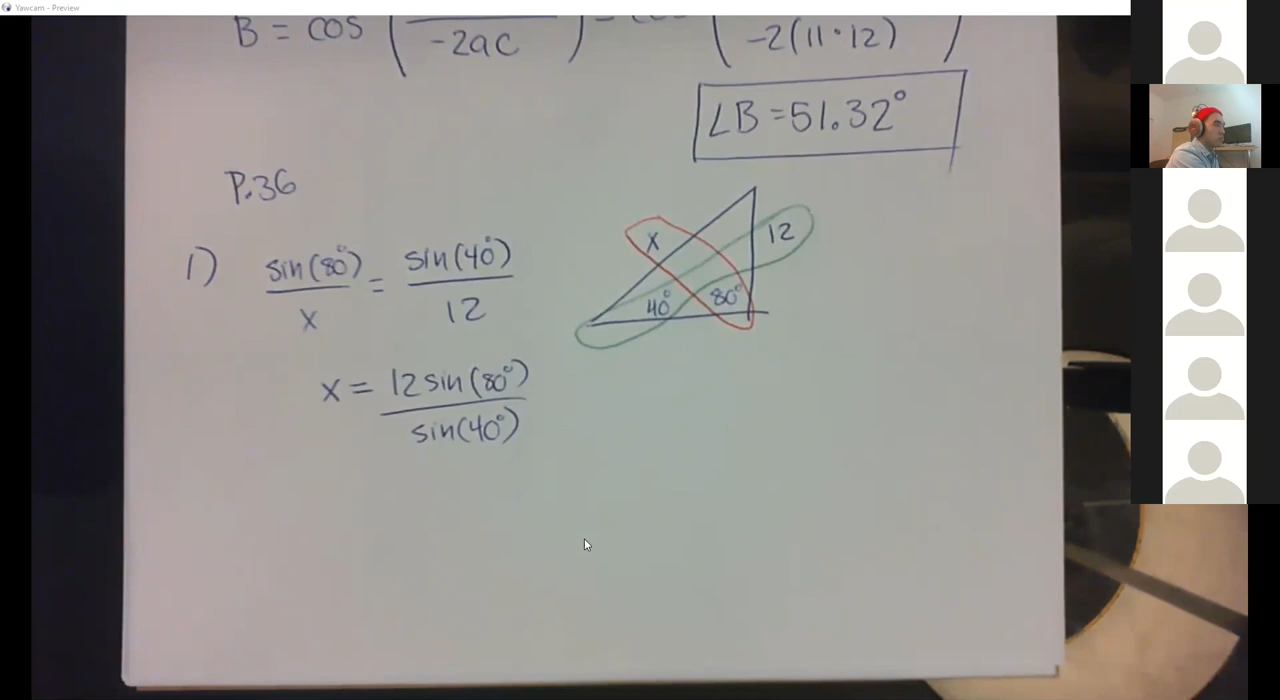 Yawcam - Preview
B = cos ( / -2ac ) = ( / -2(11·12) )
∠B = 51.32°
P.36
1) sin(80°)/x = sin(40°)/12
x
12
40° 80°
x = 12 sin(80°)/sin(40°)